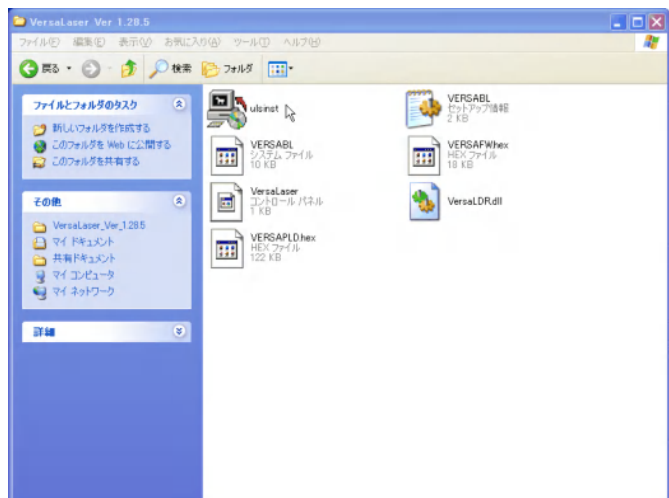 VersaLaser_Ver 1.28.5
ファイル(F) 編集(E) 表示(V) お気に入り(A) ツール(T) ヘルプ(H)
戻る 検索 フォルダ
ファイルとフォルダのタスク
新しいフォルダを作成する
このフォルダを Web に公開する
このフォルダを共有する
その他
VersaLaser_Ver_1.28.5
マイ ドキュメント
共有ドキュメント
マイ コンピュータ
マイ ネットワーク
詳細
ulsinst
VERSABL
セットアップ情報
2 KB
VERSABL
システム ファイル
10 KB
VERSAFW.hex
HEX ファイル
18 KB
VersaLaser
コントロール パネル
1 KB
VersaLDR.dll
VERSAPLD.hex
HEX ファイル
122 KB